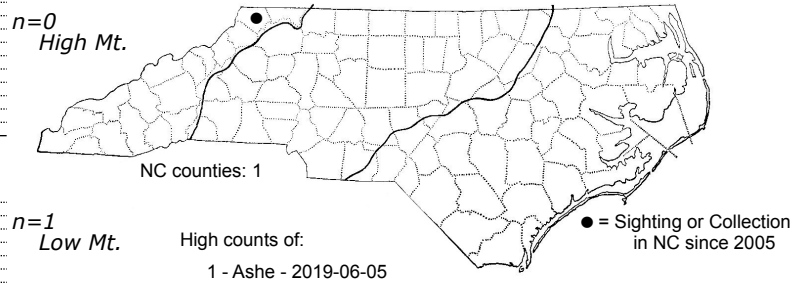 n=0
High Mt.
NC counties: 1
n=1
Low Mt.
High counts of:
1 - Ashe - 2019-06-05
● = Sighting or Collection
in NC since 2005